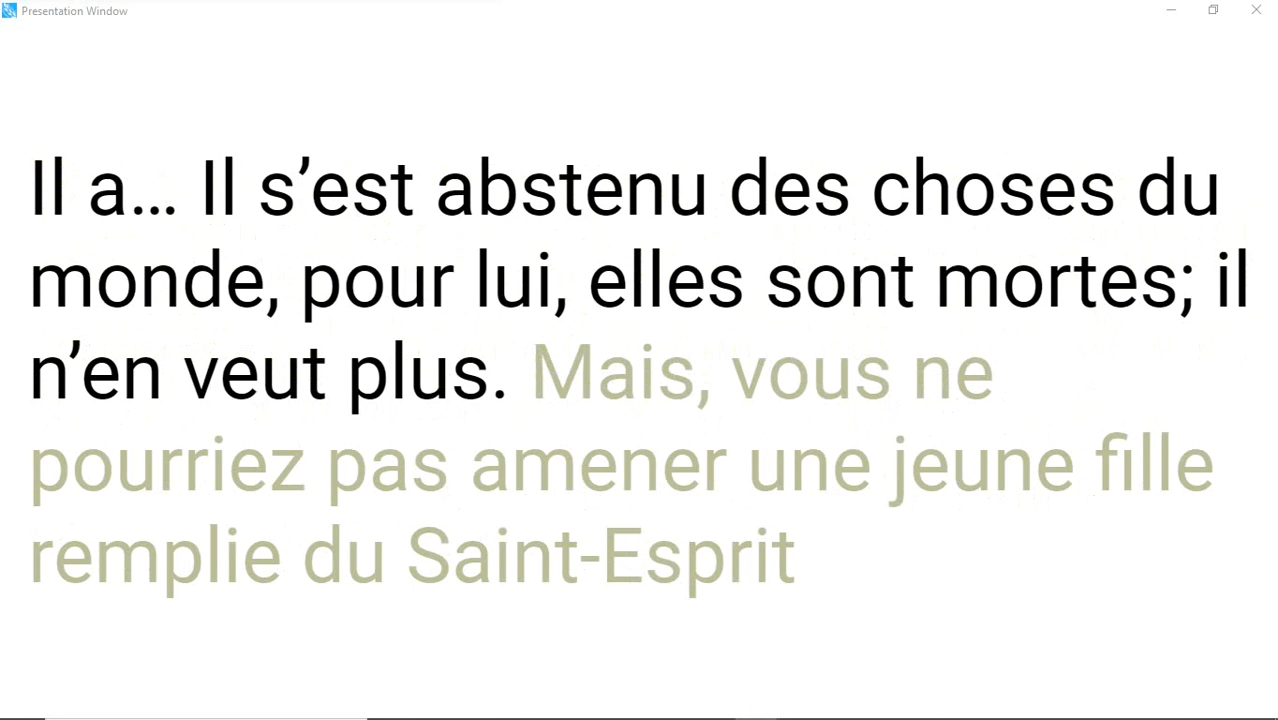 Presentation Window
Il a… Il s’est abstenu des choses du
monde, pour lui, elles sont mortes; il
n’en veut plus. Mais, vous ne
pourriez pas amener une jeune fille
remplie du Saint-Esprit